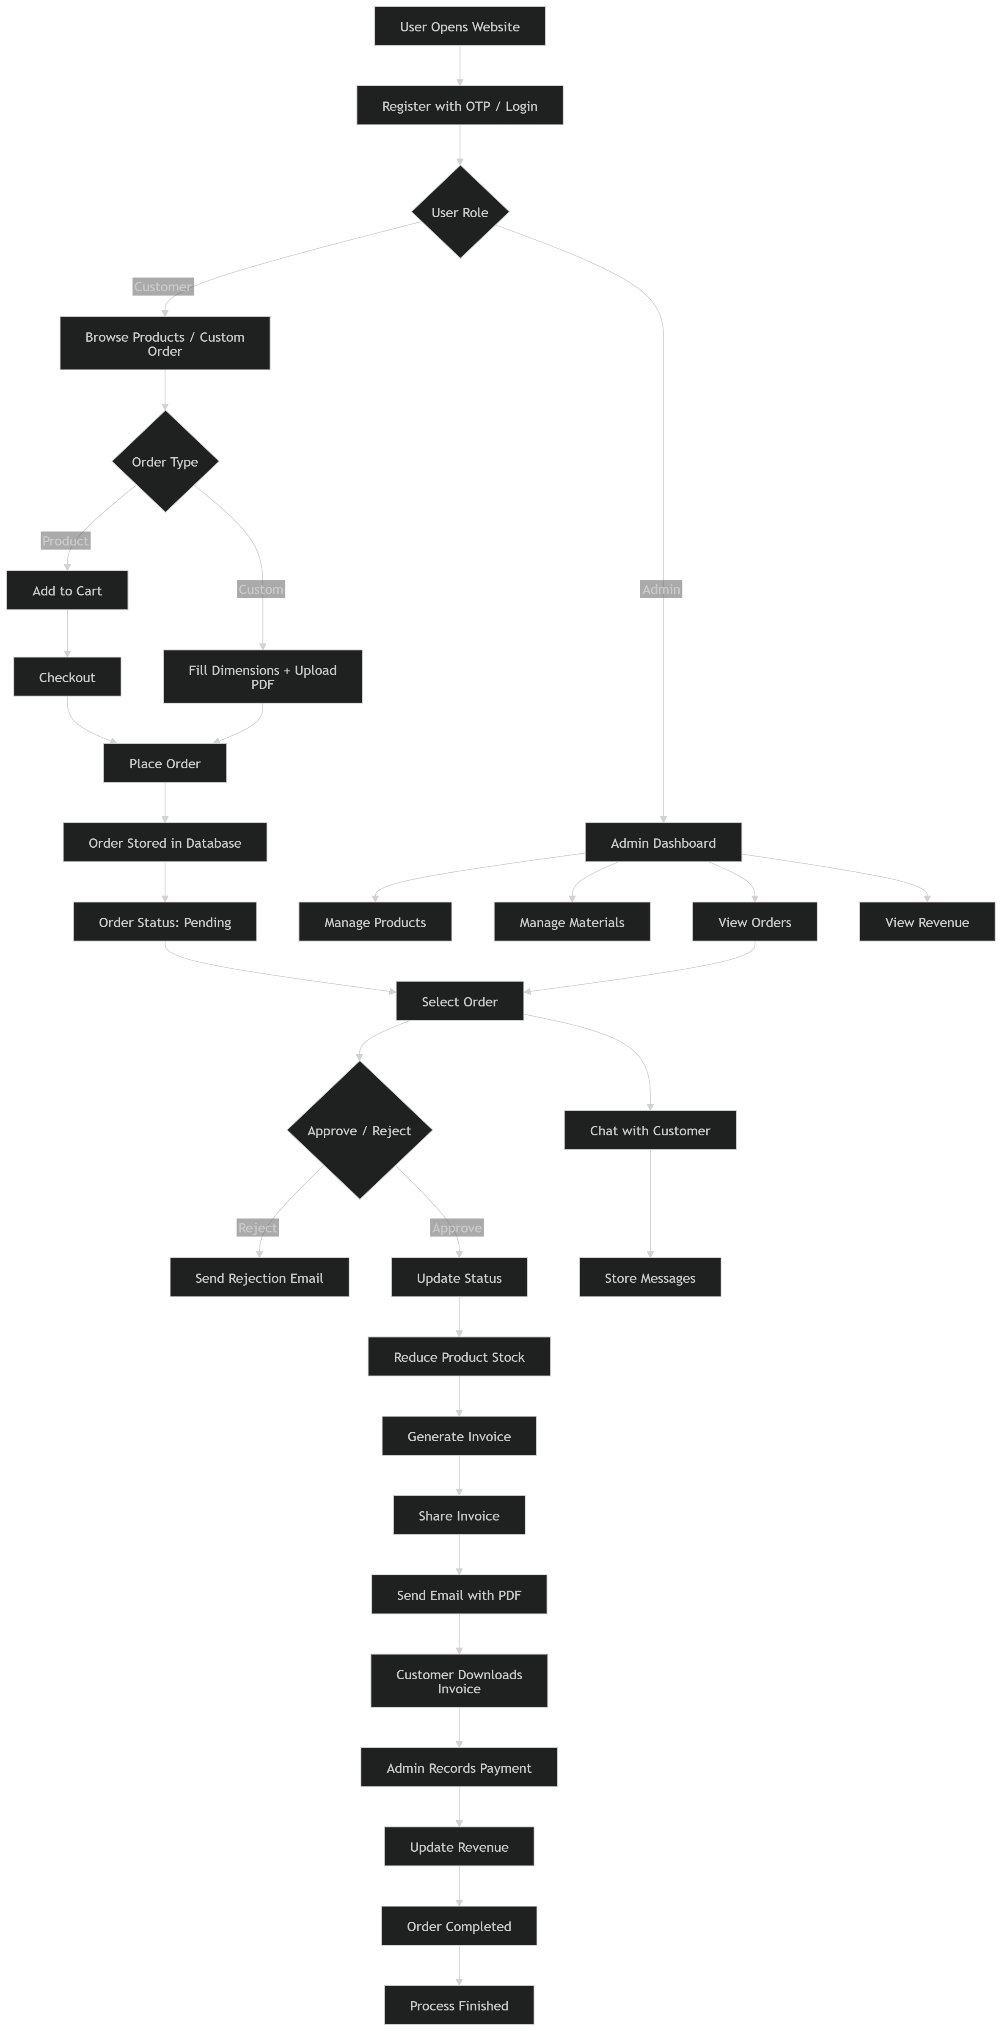 User Opens Website
Register with OTP / Login
User Role
Customer
Browse Products / Custom
Order
Order Type
Product
Add to Cart
Custom
Admin
Checkout
Fill Dimensions + Upload
PDF
Place Order
Order Stored in Database
Admin Dashboard
Order Status: Pending
Manage Products
Manage Materials
View Orders
View Revenue
Select Order
Approve / Reject
Chat with Customer
Reject
Approve
Send Rejection Email
Update Status
Store Messages
Reduce Product Stock
Generate Invoice
Share Invoice
Send Email with PDF
Customer Downloads
Invoice
Admin Records Payment
Update Revenue
Order Completed
Process Finished